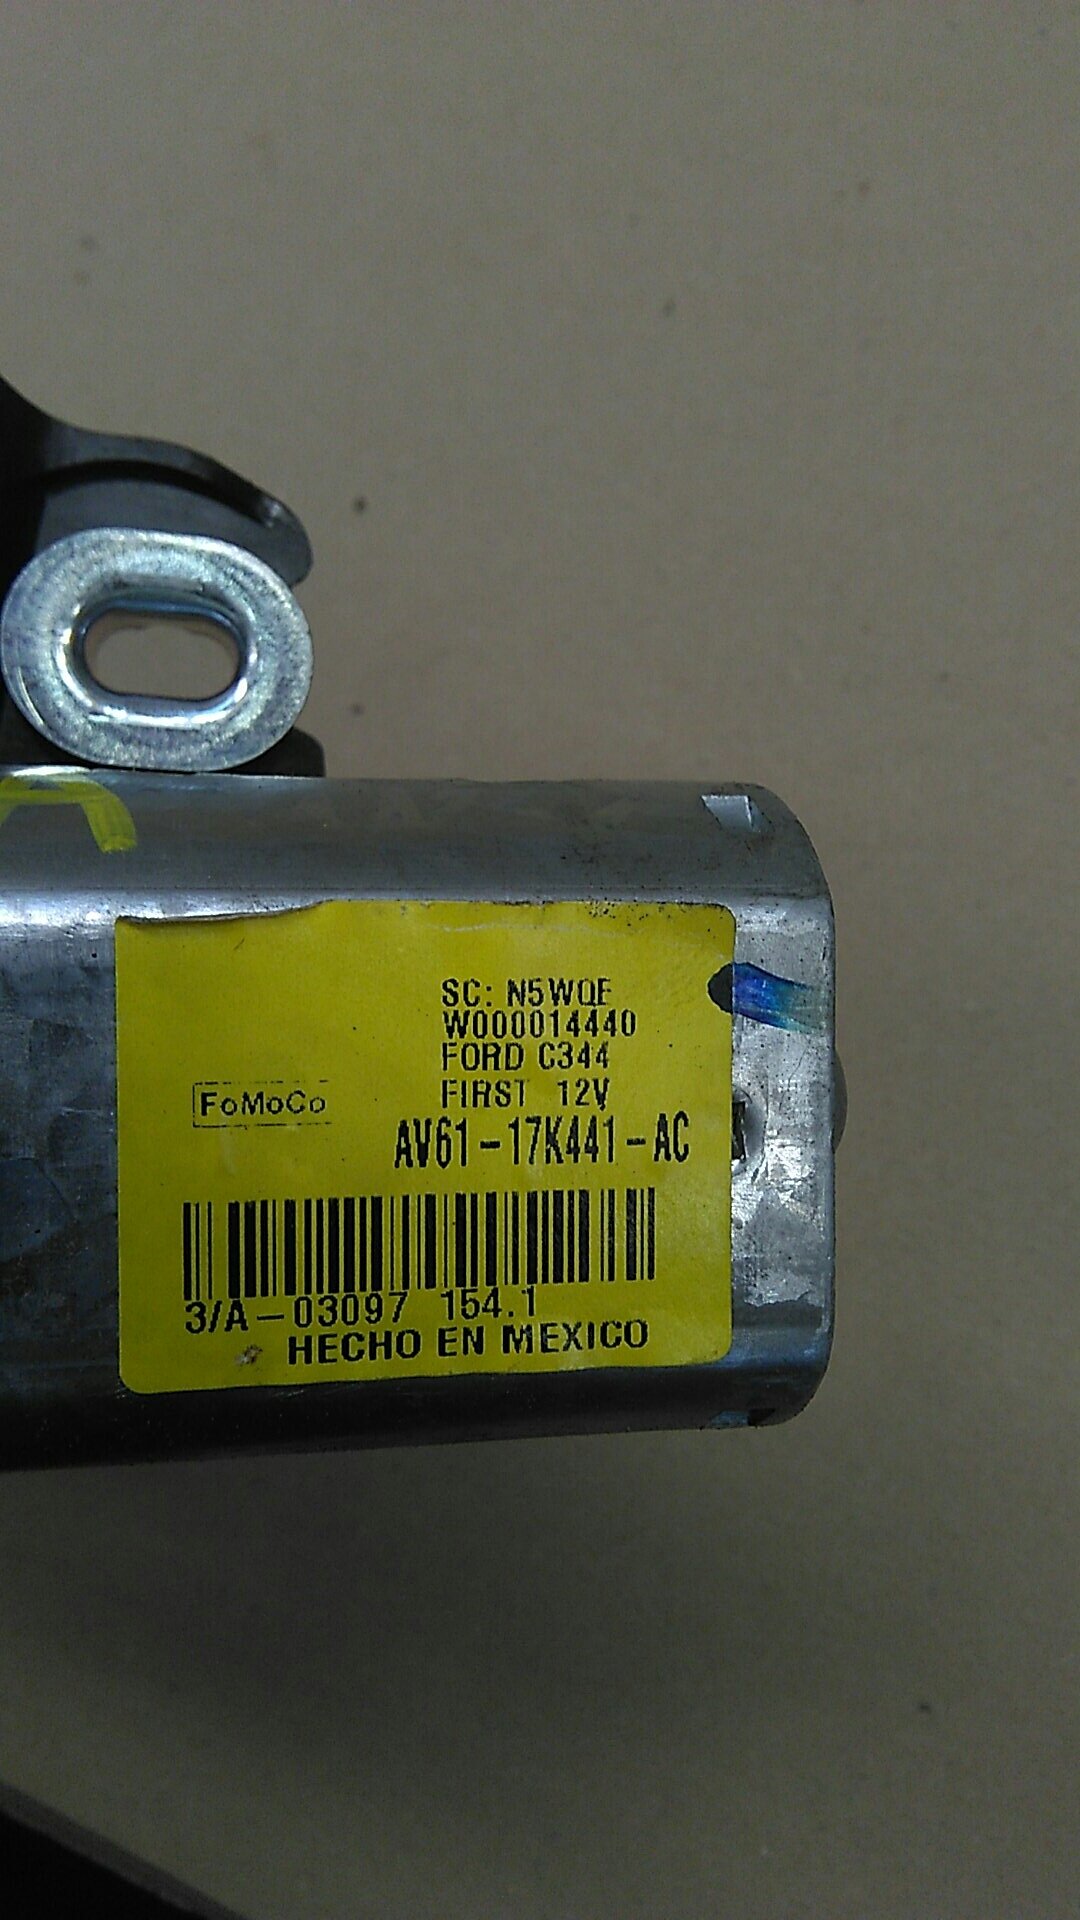 SC: N5WQE
W000014440
FORD C344
FIRST 12V
FoMoCo
AV61-17K441-AC
3/A-03097 154.1
HECHO EN MEXICO